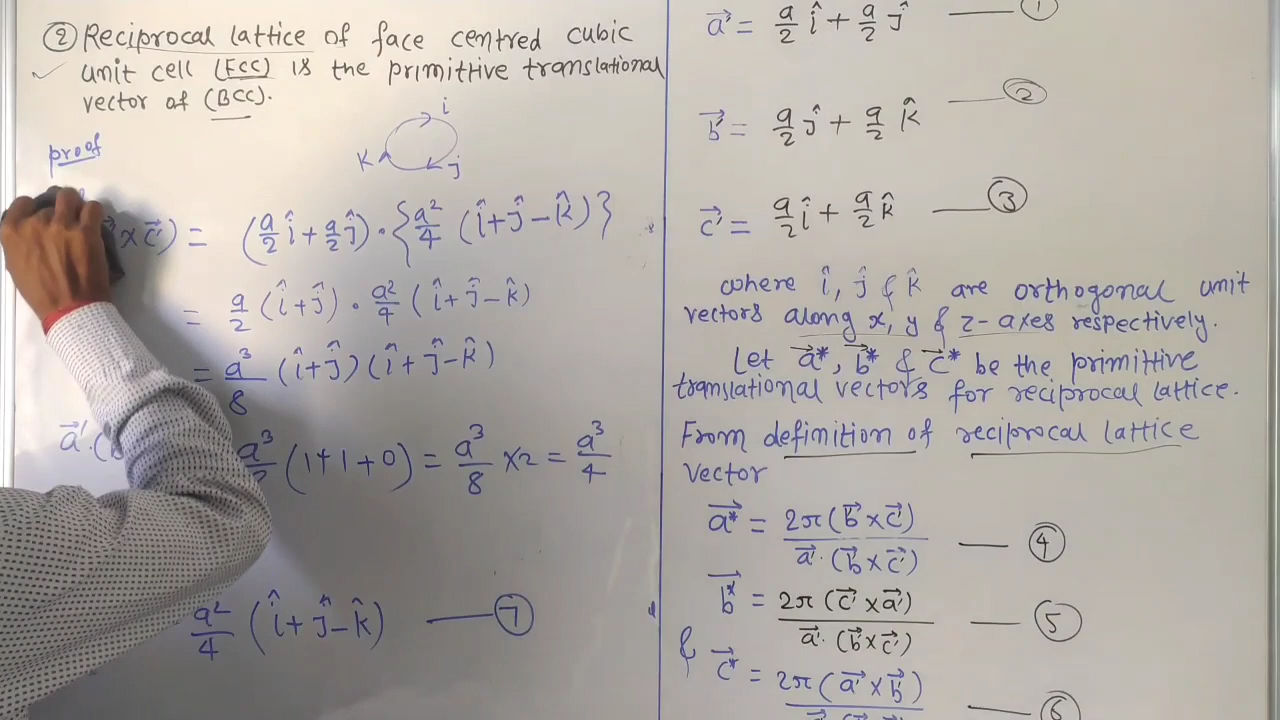 ② Reciprocal lattice of face centred cubic
unit cell (FCC) is the primittive translational
vector of (BCC).
i
k j
proof
× c⃗') = (a/2 î + a/2 ĵ) · {a²/4 (î + ĵ - k̂)}
= a/2 (î + ĵ) · a²/4 (î + ĵ - k̂)
= a³/8 (î + ĵ) (î + ĵ - k̂)
a⃗'·( a³/ (1+1+0) = a³/8 × 2 = a³/4
a²/4 (î + ĵ - k̂) — ⑦
a⃗' = a/2 î + a/2 ĵ — ①
b⃗' = a/2 ĵ + a/2 k̂ — ②
c⃗' = a/2 î + a/2 k̂ — ③
where î, ĵ & k̂ are orthogonal unit
vectors along x, y & z-axes respectively.
Let a⃗*, b⃗* & c⃗* be the primittive
translational vectors for reciprocal lattice.
From definition of reciprocal lattice
vector
a⃗* = 2π(b⃗' × c⃗') / a⃗'·(b⃗' × c⃗') — ④
b⃗* = 2π(c⃗' × a⃗') / a⃗'·(b⃗' × c⃗') — ⑤
& c⃗* = 2π(a⃗' × b⃗') — ⑥